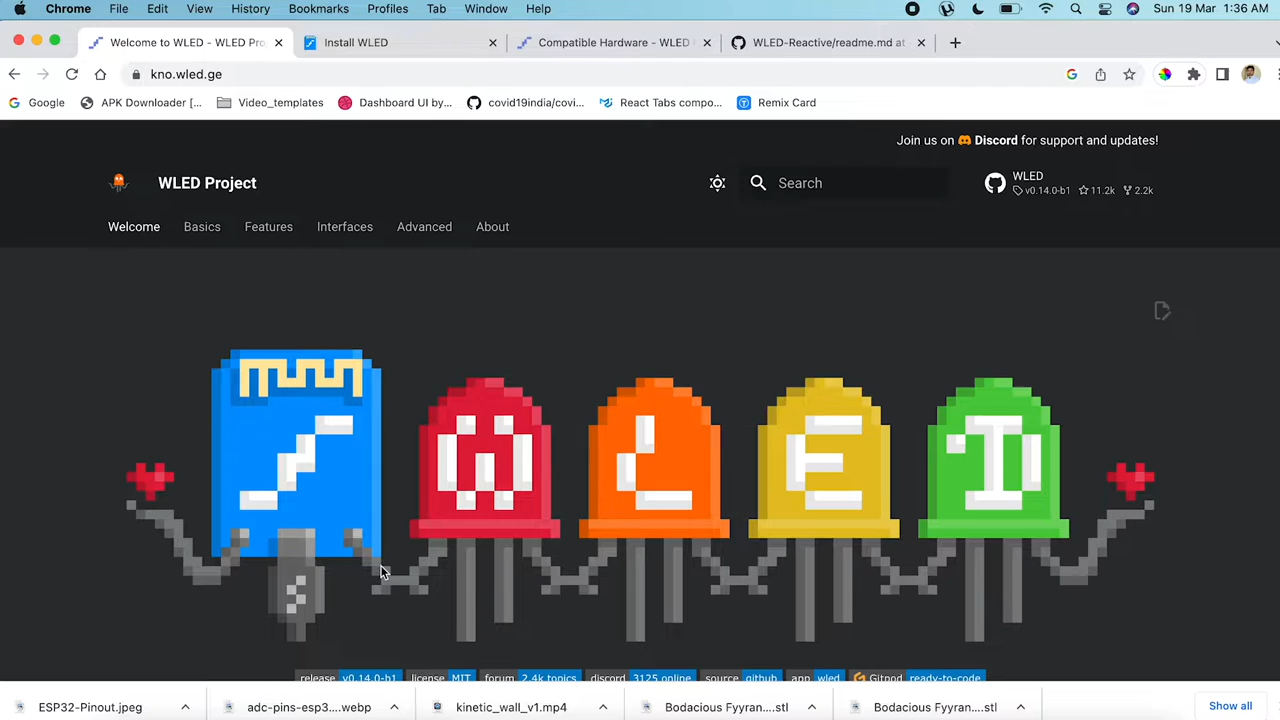 Chrome File Edit View History Bookmarks Profiles Tab Window Help Sun 19 Mar 1:36 AM
Welcome to WLED - WLED Pro Install WLED Compatible Hardware - WLED WLED-Reactive/readme.md at
kno.wled.ge
Google APK Downloader [... Video_templates Dashboard UI by... covid19india/covi... React Tabs compo... Remix Card
Join us on Discord for support and updates!
WLED Project
Search
WLED
v0.14.0-b1 11.2k 2.2k
Welcome Basics Features Interfaces Advanced About
WLED
release v0.14.0-b1 license MIT forum 2.4k topics discord 3125 online source github app wled Gitpod ready-to-code
ESP32-Pinout.jpeg adc-pins-esp3....webp kinetic_wall_v1.mp4 Bodacious Fyyran....stl Bodacious Fyyran....stl Show all